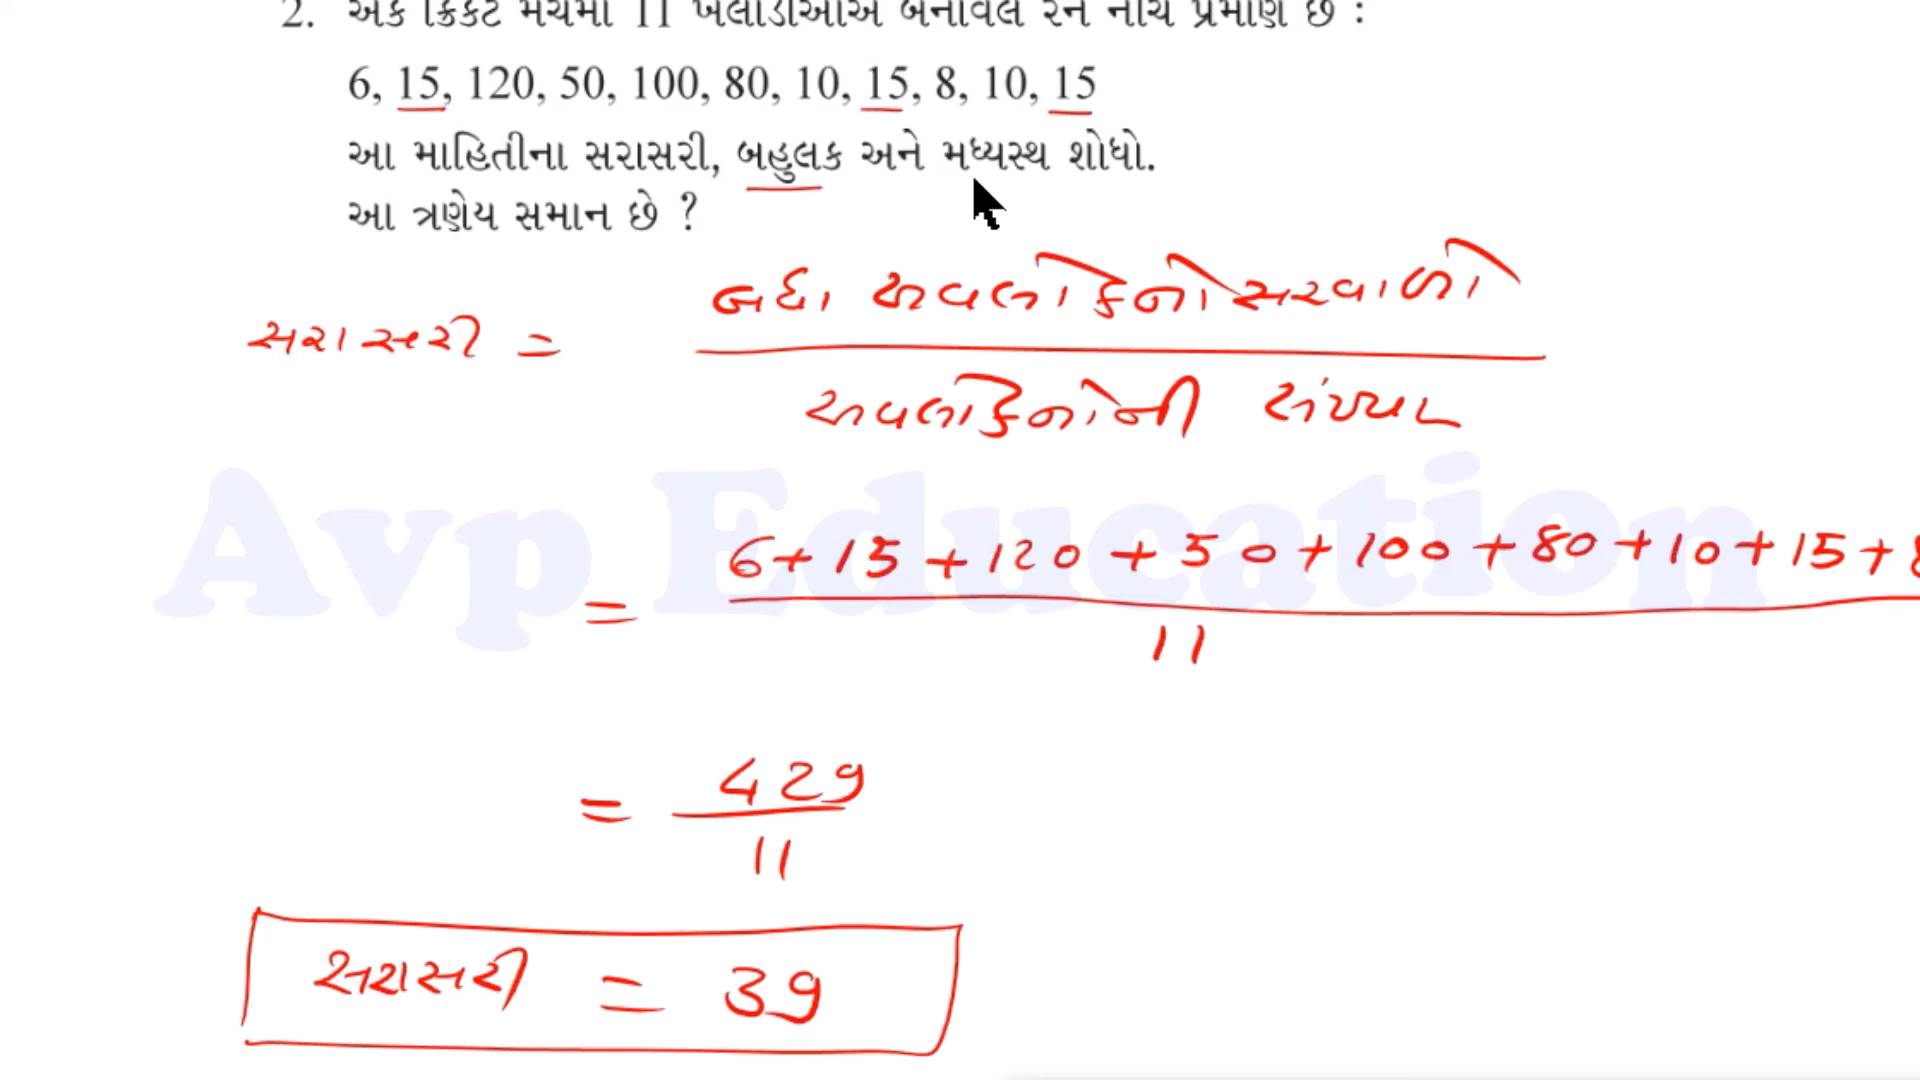 2. એક ક્રિકેટ મેચમાં 11 ખેલાડીઓએ બનાવેલ રન નીચે પ્રમાણે છે :
6, 15, 120, 50, 100, 80, 10, 15, 8, 10, 15
આ માહિતીના સરાસરી, બહુલક અને મધ્યસ્થ શોધો.
આ ત્રણેય સમાન છે ?
બધા અવલોકનોનો સરવાળો
સરાસરી =
અવલોકનોની સંખ્યા
Avp Education
6 + 15 + 120 + 50 + 100 + 80 + 10 + 15 + 8
=
11
= 429
11
સરાસરી = 39